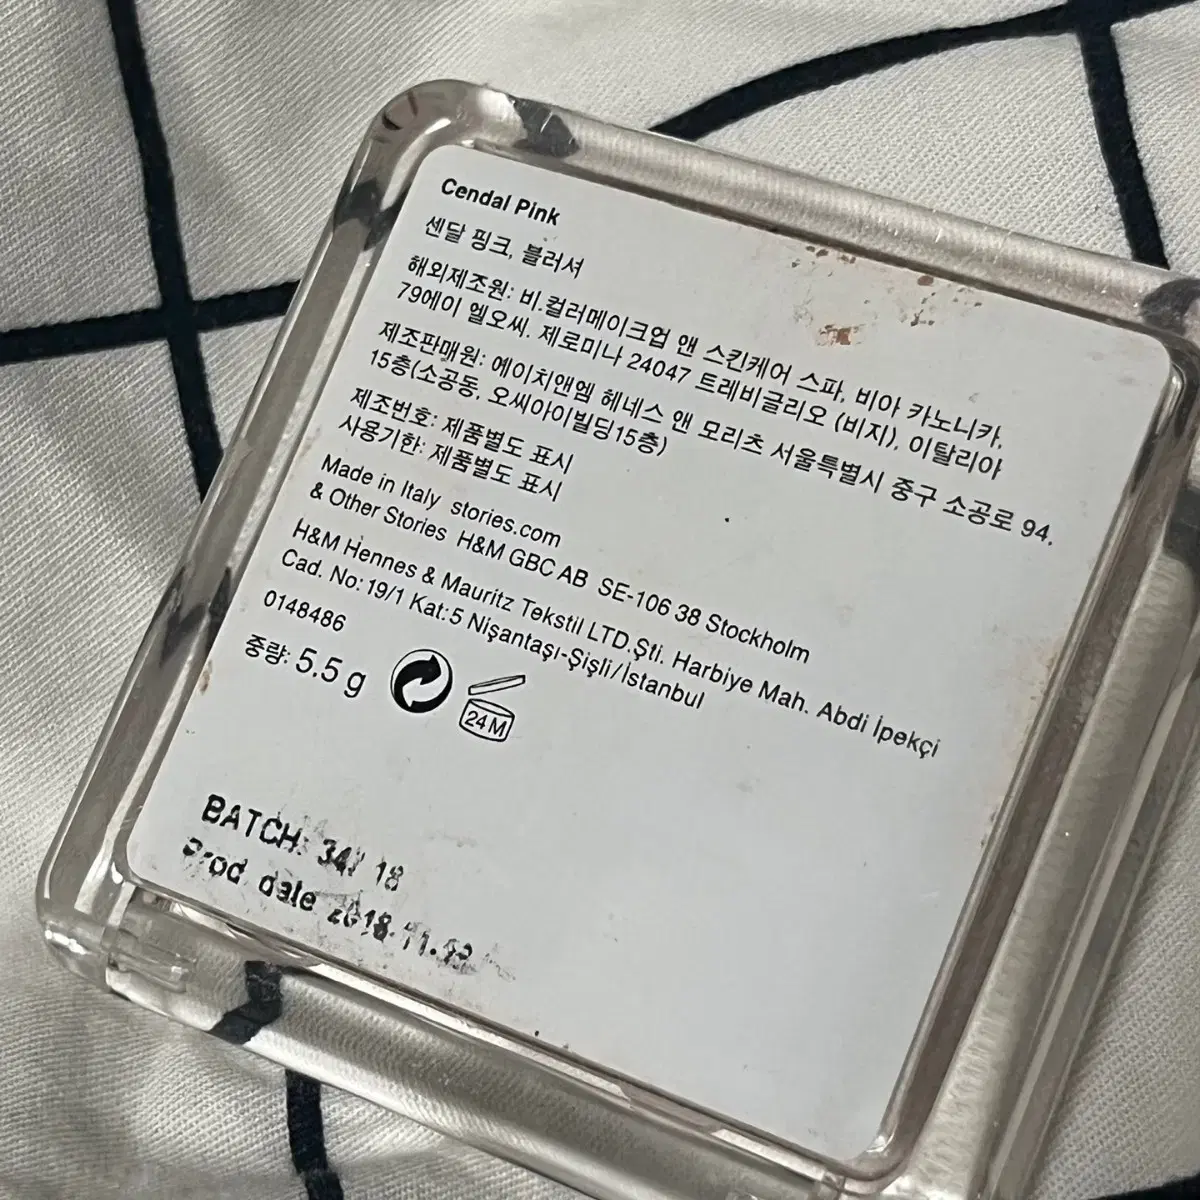 Cendal Pink
센달 핑크, 블러셔
해외제조원: 비.컬러메이크업 앤 스킨케어 스파, 비아 카노니카,
79에이 엘오씨. 제로미나 24047 트레비글리오 (비지), 이탈리아
제조판매원: 에이치앤엠 헤네스 앤 모리츠 서울특별시 중구 소공로 94,
15층(소공동, 오씨아이빌딩15층)
제조번호: 제품별도 표시
사용기한: 제품별도 표시
Made in Italy stories.com
& Other Stories H&M GBC AB SE-106 38 Stockholm
H&M Hennes & Mauritz Tekstil LTD.Şti. Harbiye Mah. Abdi İpekçi
Cad. No: 19/1 Kat: 5 Nişantaşı-Şişli/İstanbul
0148486
중량: 5.5 g
24M
BATCH: 18
Prod date